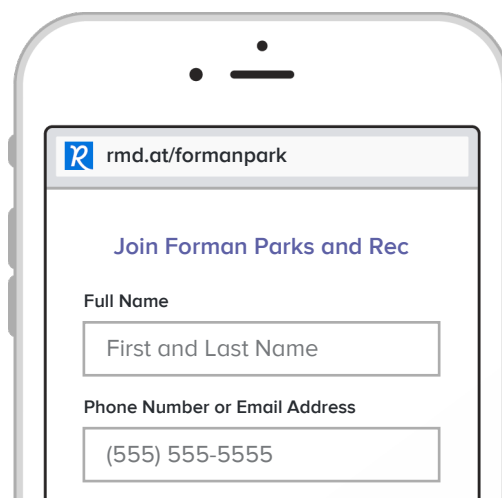 rmd.at/formanpark
Join Forman Parks and Rec
Full Name
First and Last Name
Phone Number or Email Address
(555) 555-5555